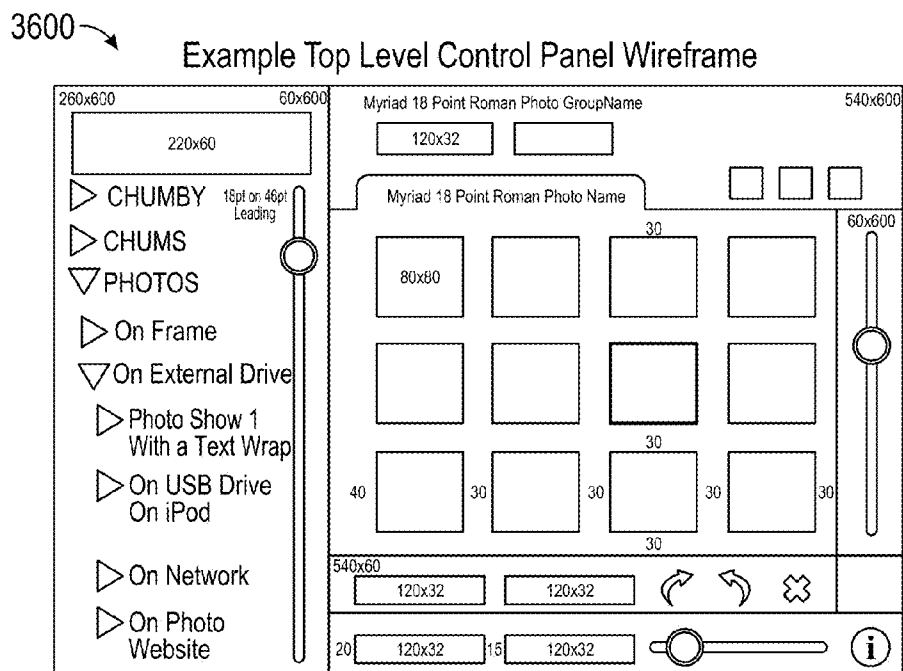 3600
Example Top Level Control Panel Wireframe
260x600
60x600
220x60
CHUMBY
18pt on 46pt
Leading
CHUMS
PHOTOS
On Frame
On External Drive
Photo Show 1
With a Text Wrap
On USB Drive
On iPod
On Network
On Photo
Website
Myriad 18 Point Roman Photo GroupName
540x600
120x32
Myriad 18 Point Roman Photo Name
60x600
30
80x80
30
40
30
30
30
30
30
540x60
120x32
120x32
20
120x32
15
120x32
i